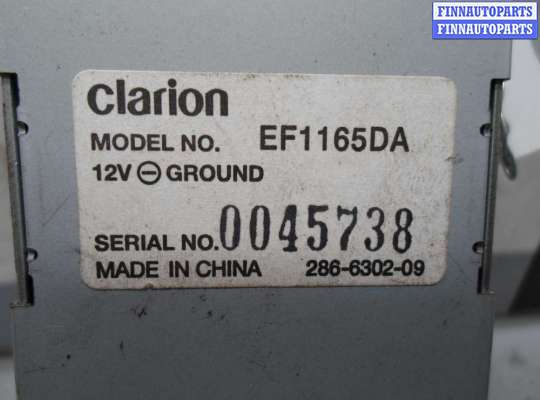 FINNAUTOPARTS
FINNAUTOPARTS
clarion
MODEL NO. EF1165DA
12V ⊖ GROUND
SERIAL NO. 0045738
MADE IN CHINA 286-6302-09